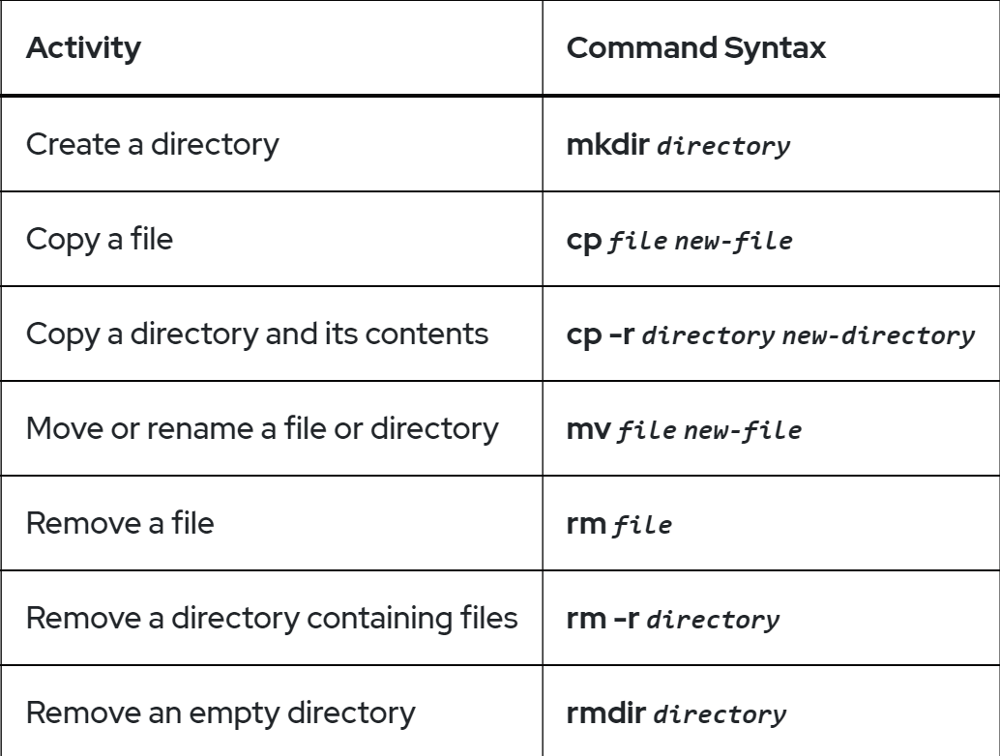 Activity Command Syntax
Create a directory mkdir directory
Copy a file cp file new-file
Copy a directory and its contents cp -r directory new-directory
Move or rename a file or directory mv file new-file
Remove a file rm file
Remove a directory containing files rm -r directory
Remove an empty directory rmdir directory